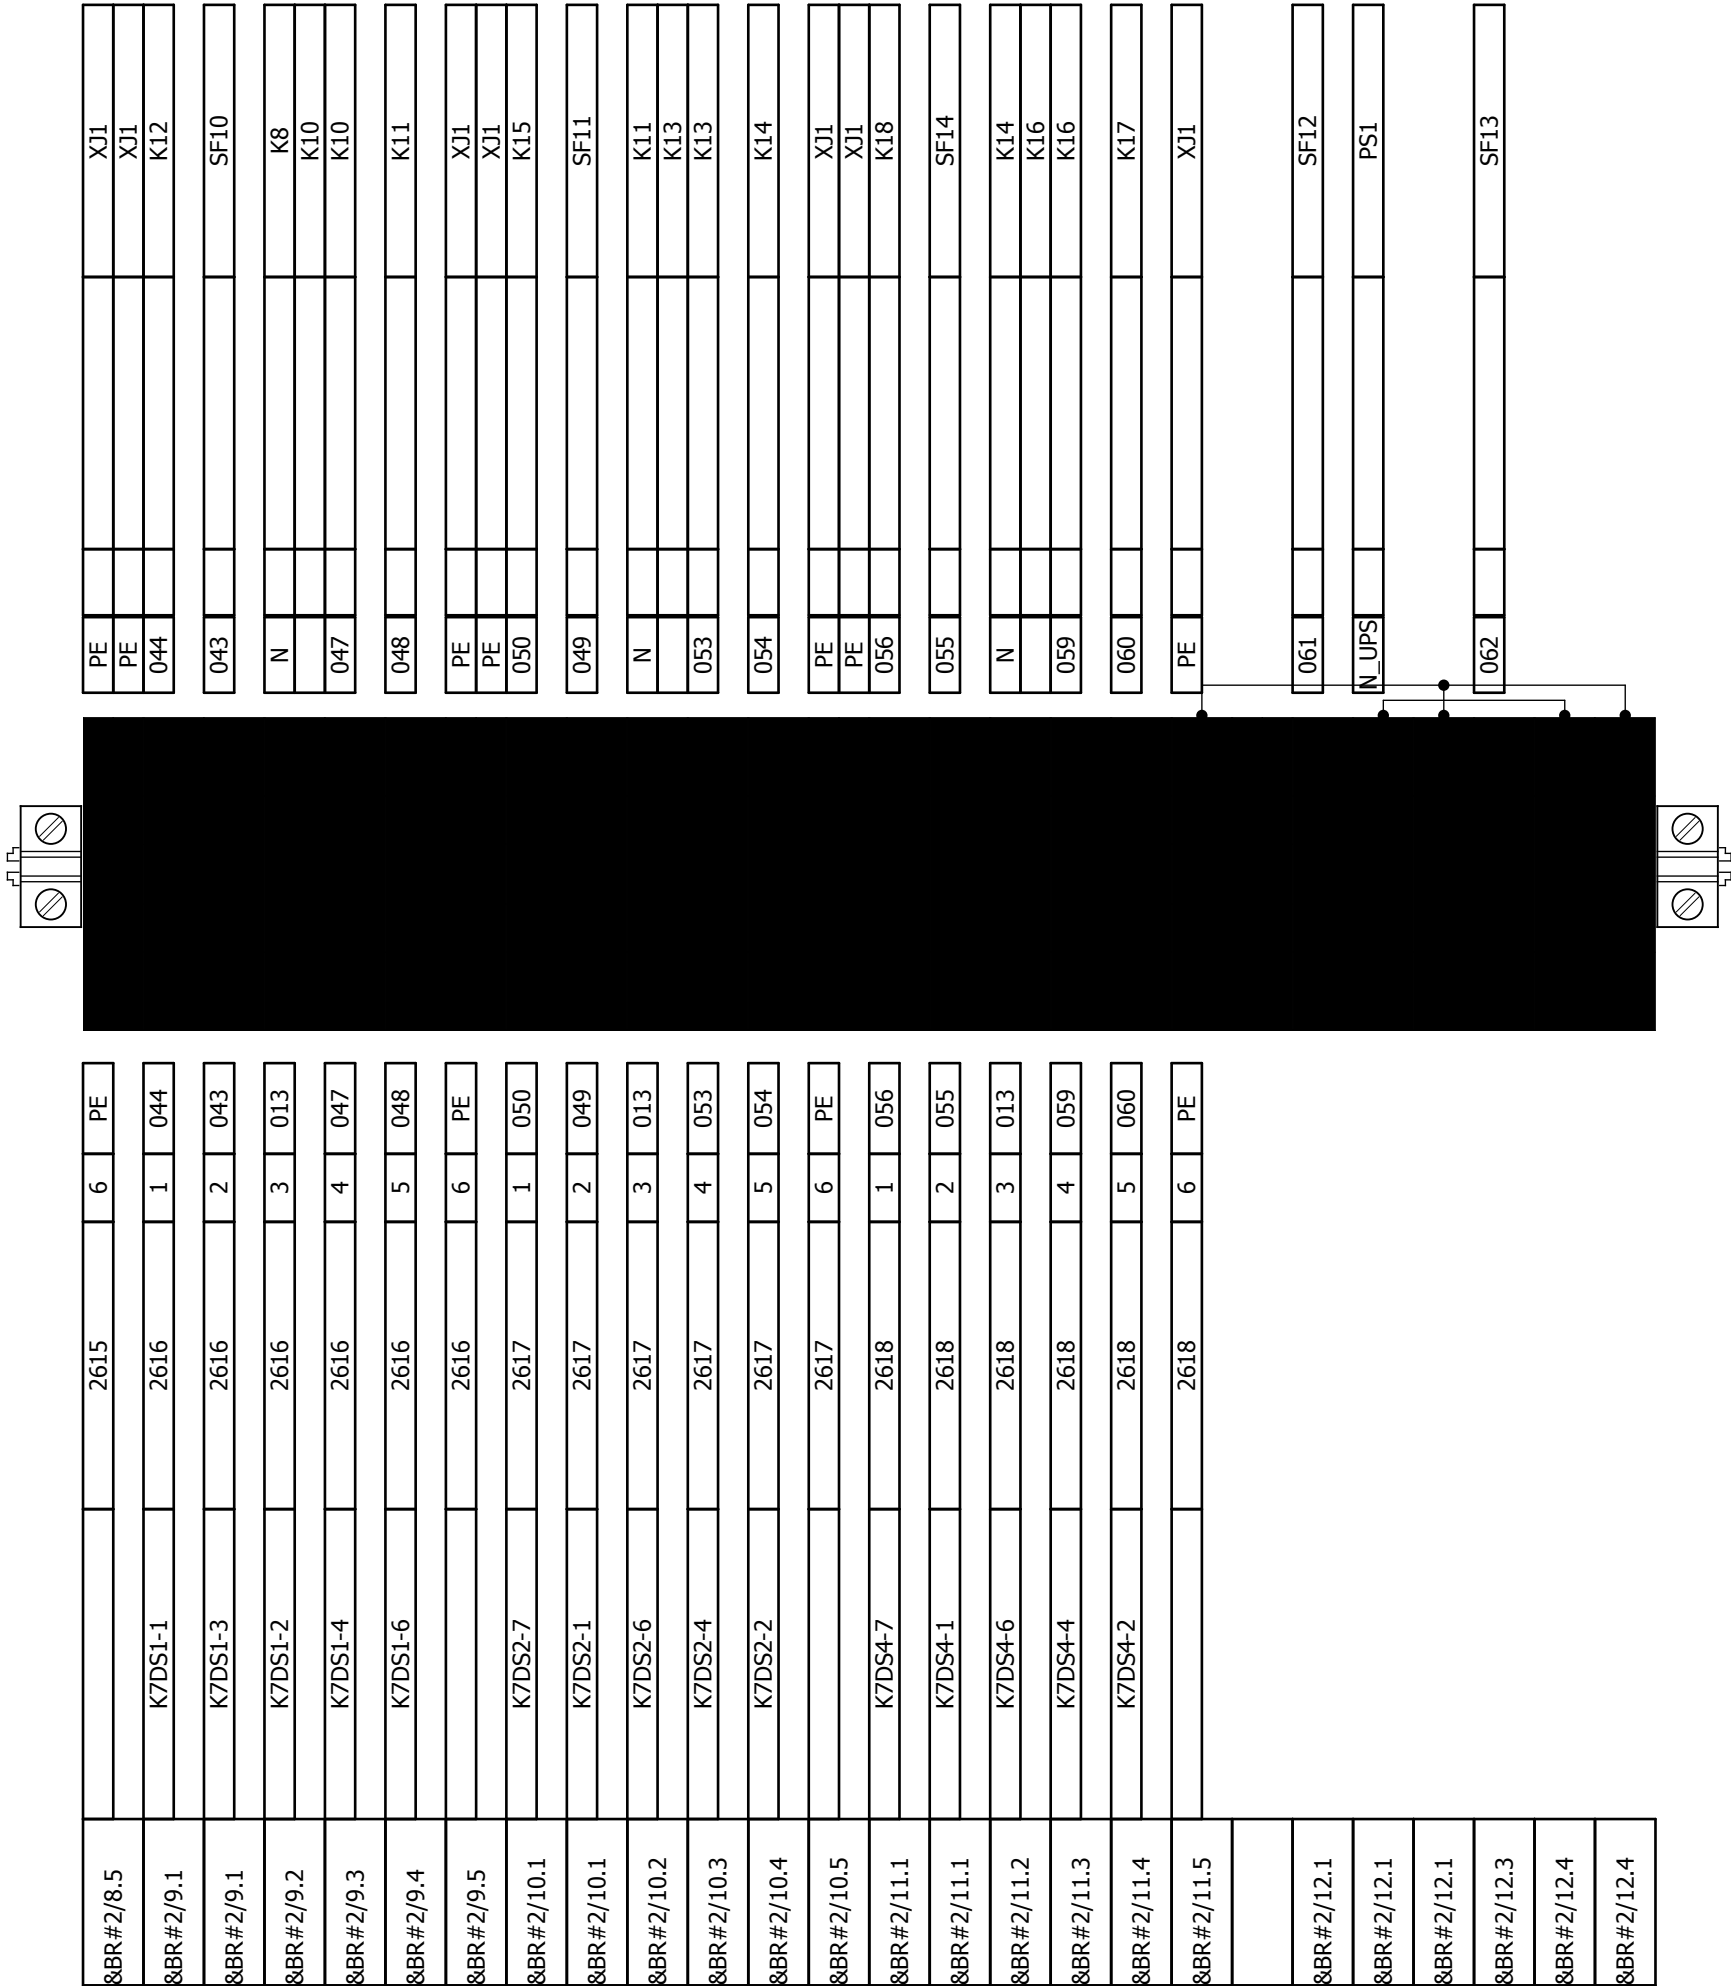 XJ1
XJ1
K12
SF10
K8
K10
K10
K11
XJ1
XJ1
K15
SF11
K11
K13
K13
K14
XJ1
XJ1
K18
SF14
K14
K16
K16
K17
XJ1
SF12
PS1
SF13
PE
PE
044
043
N
047
048
PE
PE
050
049
N
053
054
PE
PE
056
055
N
059
060
PE
061
N_UPS
062
PE
044
043
013
047
048
PE
050
049
013
053
054
PE
056
055
013
059
060
PE
6
1
2
3
4
5
6
1
2
3
4
5
6
1
2
3
4
5
6
2615
2616
2616
2616
2616
2616
2616
2617
2617
2617
2617
2617
2617
2618
2618
2618
2618
2618
2618
K7DS1-1
K7DS1-3
K7DS1-2
K7DS1-4
K7DS1-6
K7DS2-7
K7DS2-1
K7DS2-6
K7DS2-4
K7DS2-2
K7DS4-7
K7DS4-1
K7DS4-6
K7DS4-4
K7DS4-2
&BR#2/8.5
&BR#2/9.1
&BR#2/9.1
&BR#2/9.2
&BR#2/9.3
&BR#2/9.4
&BR#2/9.5
&BR#2/10.1
&BR#2/10.1
&BR#2/10.2
&BR#2/10.3
&BR#2/10.4
&BR#2/10.5
&BR#2/11.1
&BR#2/11.1
&BR#2/11.2
&BR#2/11.3
&BR#2/11.4
&BR#2/11.5
&BR#2/12.1
&BR#2/12.1
&BR#2/12.1
&BR#2/12.3
&BR#2/12.4
&BR#2/12.4